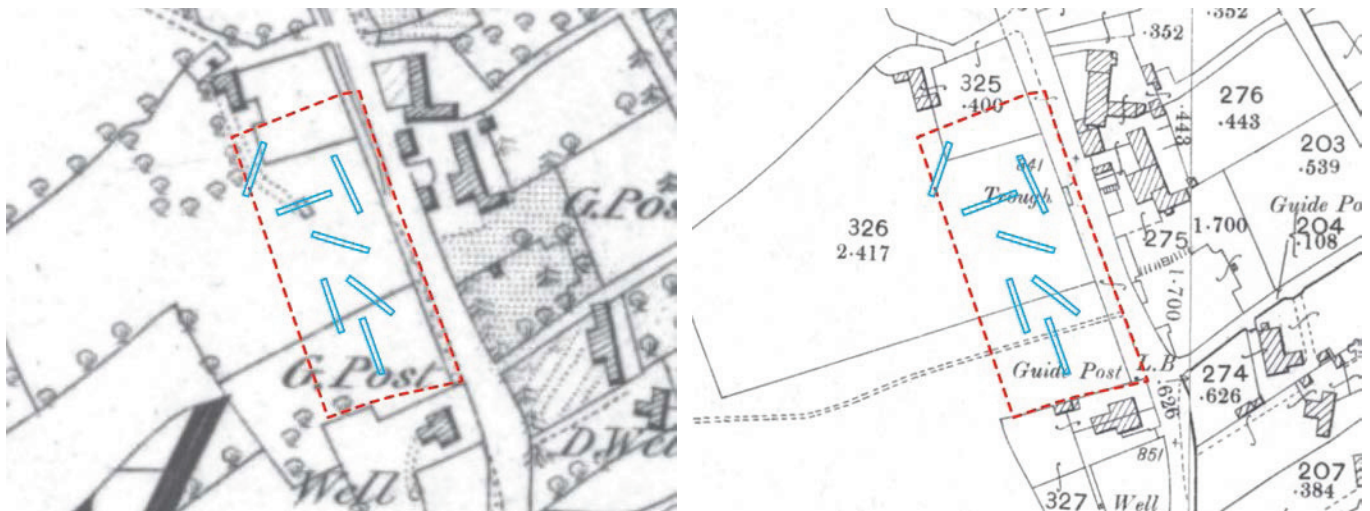 G. Post
G. Post
D. Well
Well
.352
.352
325
.400
276
.443
.443
203
.539
841
Trough
326
2.417
275
1.700
Guide Po
204
.108
1.700
Guide Post
L.B
274
.626
626
851
327
Well
207
.384